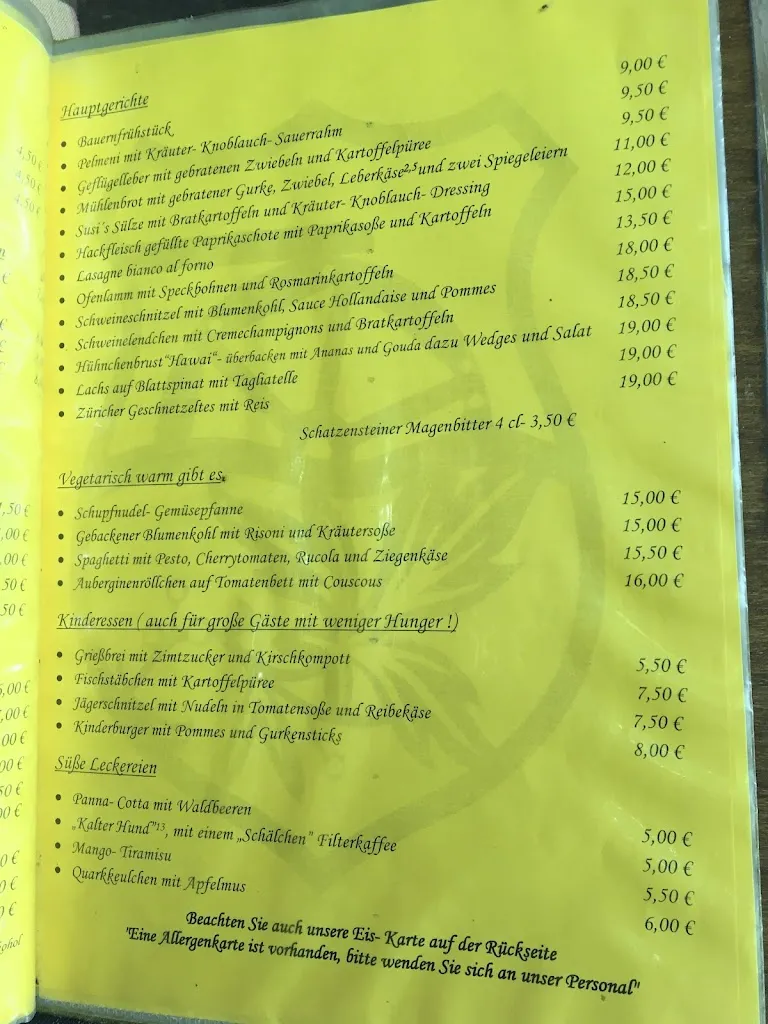 Hauptgerichte
• Bauernfrühstück 9,00 €
• Pelmeni mit Kräuter- Knoblauch- Sauerrahm 9,50 €
• Geflügelleber mit gebratenen Zwiebeln und Kartoffelpüree 9,50 €
• Mühlenbrot mit gebratener Gurke, Zwiebel, Leberkäse2,5 und zwei Spiegeleiern 11,00 €
• Susi´s Sülze mit Bratkartoffeln und Kräuter- Knoblauch- Dressing 12,00 €
• Hackfleisch gefüllte Paprikaschote mit Paprikasoße und Kartoffeln 15,00 €
• Lasagne bianco al forno 13,50 €
• Ofenlamm mit Speckbohnen und Rosmarinkartoffeln 18,00 €
• Schweineschnitzel mit Blumenkohl, Sauce Hollandaise und Pommes 18,50 €
• Schweinelendchen mit Cremechampignons und Bratkartoffeln 18,50 €
• Hühnchenbrust"Hawai"- überbacken mit Ananas und Gouda dazu Wedges und Salat 19,00 €
• Lachs auf Blattspinat mit Tagliatelle 19,00 €
• Züricher Geschnetzeltes mit Reis 19,00 €
Schatzensteiner Magenbitter 4 cl- 3,50 €
Vegetarisch warm gibt es.
• Schupfnudel- Gemüsepfanne 15,00 €
• Gebackener Blumenkohl mit Risoni und Kräutersoße 15,00 €
• Spaghetti mit Pesto, Cherrytomaten, Rucola und Ziegenkäse 15,50 €
• Auberginenröllchen auf Tomatenbett mit Couscous 16,00 €
Kinderessen ( auch für große Gäste mit weniger Hunger !)
• Grießbrei mit Zimtzucker und Kirschkompott 5,50 €
• Fischstäbchen mit Kartoffelpüree 7,50 €
• Jägerschnitzel mit Nudeln in Tomatensoße und Reibekäse 7,50 €
• Kinderburger mit Pommes und Gurkensticks 8,00 €
Süße Leckereien
• Panna- Cotta mit Waldbeeren 5,00 €
• „Kalter Hund"13, mit einem „Schälchen" Filterkaffee 5,00 €
• Mango- Tiramisu 5,50 €
• Quarkkeulchen mit Apfelmus 6,00 €
Beachten Sie auch unsere Eis- Karte auf der Rückseite
"Eine Allergenkarte ist vorhanden, bitte wenden Sie sich an unser Personal"